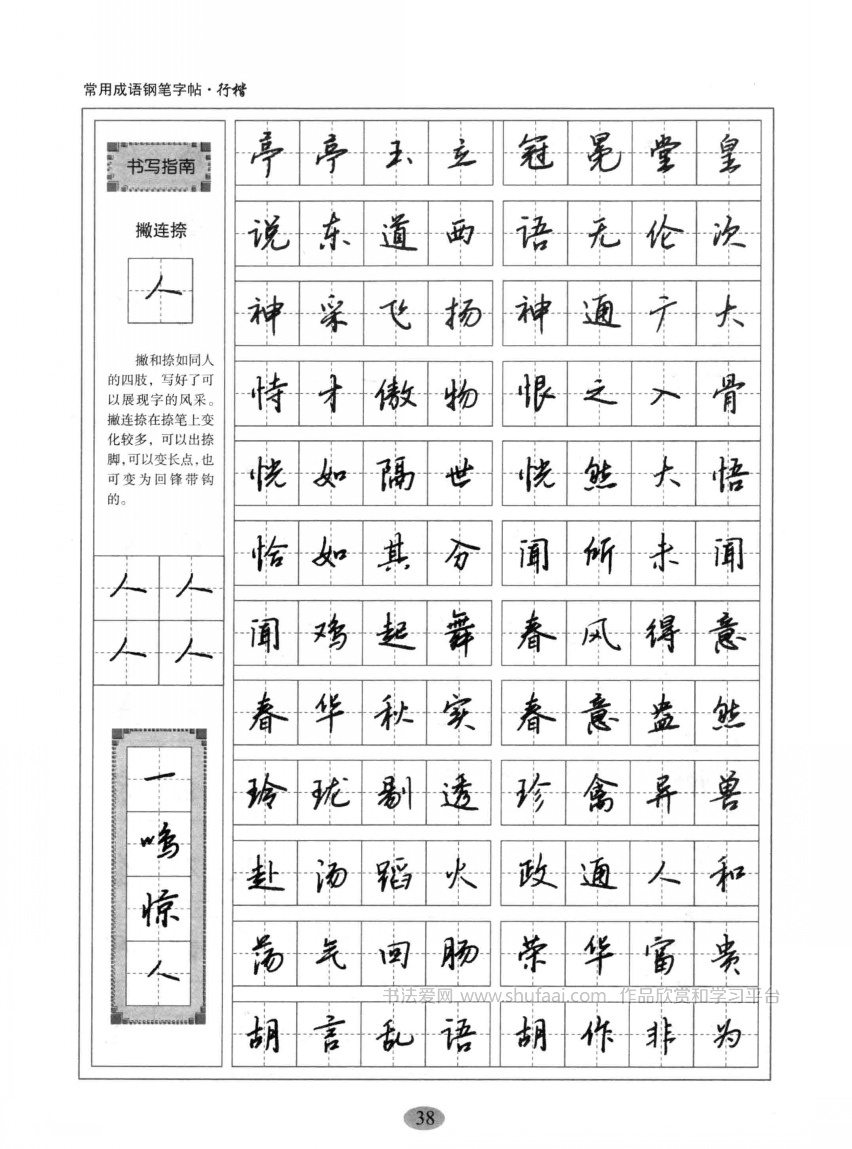 常用成语钢笔字帖·行楷
书写指南
撇连捺
人
撇和捺如同人
的四肢，写好了可
以展现字的风采。
撇连捺在捺笔上变
化较多，可以出捺
脚，可以变长点，也
可变为回锋带钩
的。
人 人
人 人
一鸣惊人
亭亭玉立 冠冕堂皇
说东道西 语无伦次
神采飞扬 神通广大
恃才傲物 恨之入骨
恍如隔世 恍然大悟
恰如其分 闻所未闻
闻鸡起舞 春风得意
春华秋实 春意盎然
玲珑剔透 珍禽异兽
赴汤蹈火 政通人和
荡气回肠 荣华富贵
书法爱网 www.shufaai.com 作品欣赏和学习平台
胡言乱语 胡作非为
38